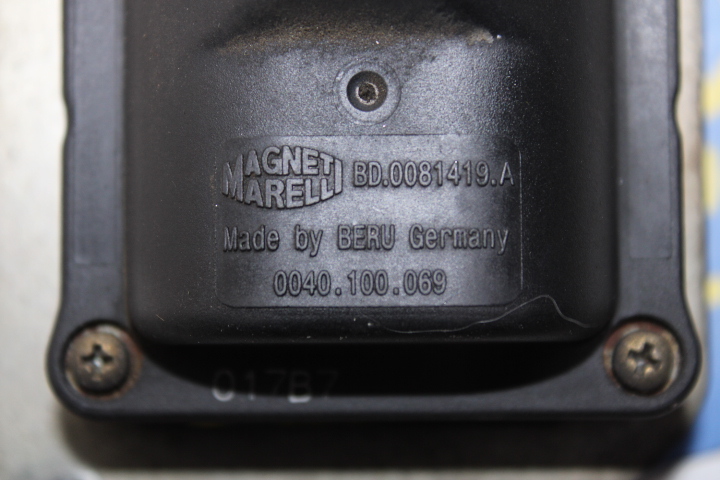 MAGNETI MARELLI BD.0081419.A
Made by BERU Germany
0040.100.069
017B7